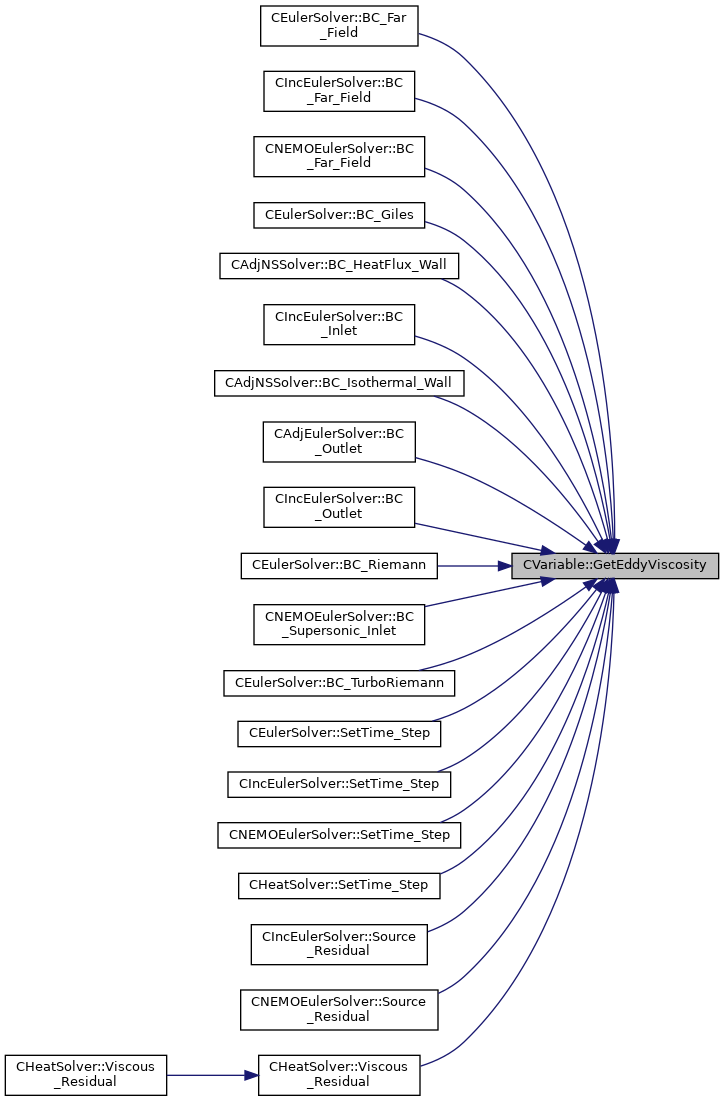 CEulerSolver::BC_Far
_Field
CIncEulerSolver::BC
_Far_Field
CNEMOEulerSolver::BC
_Far_Field
CEulerSolver::BC_Giles
CAdjNSSolver::BC_HeatFlux_Wall
CIncEulerSolver::BC
_Inlet
CAdjNSSolver::BC_Isothermal_Wall
CAdjEulerSolver::BC
_Outlet
CIncEulerSolver::BC
_Outlet
CEulerSolver::BC_Riemann
CVariable::GetEddyViscosity
CNEMOEulerSolver::BC
_Supersonic_Inlet
CEulerSolver::BC_TurboRiemann
CEulerSolver::SetTime_Step
CIncEulerSolver::SetTime_Step
CNEMOEulerSolver::SetTime_Step
CHeatSolver::SetTime_Step
CIncEulerSolver::Source
_Residual
CNEMOEulerSolver::Source
_Residual
CHeatSolver::Viscous
_Residual
CHeatSolver::Viscous
_Residual